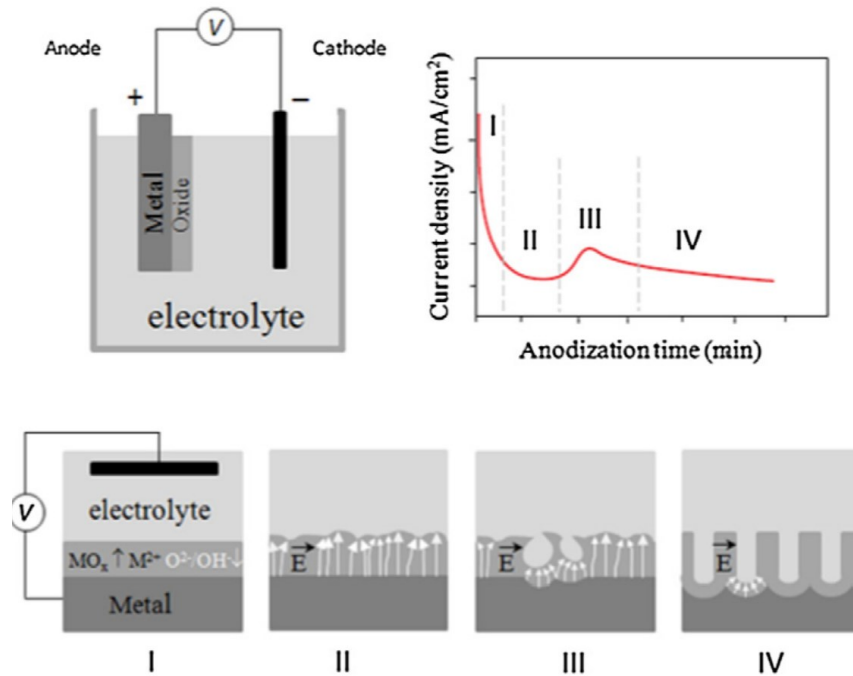 V
Anode
Cathode
+
−
Metal
Oxide
electrolyte
Current density (mA/cm²)
I
II
III
IV
Anodization time (min)
V
electrolyte
MOₓ ↑ M²⁺ O²⁻/OH⁻↓
Metal
E
E
E
I
II
III
IV